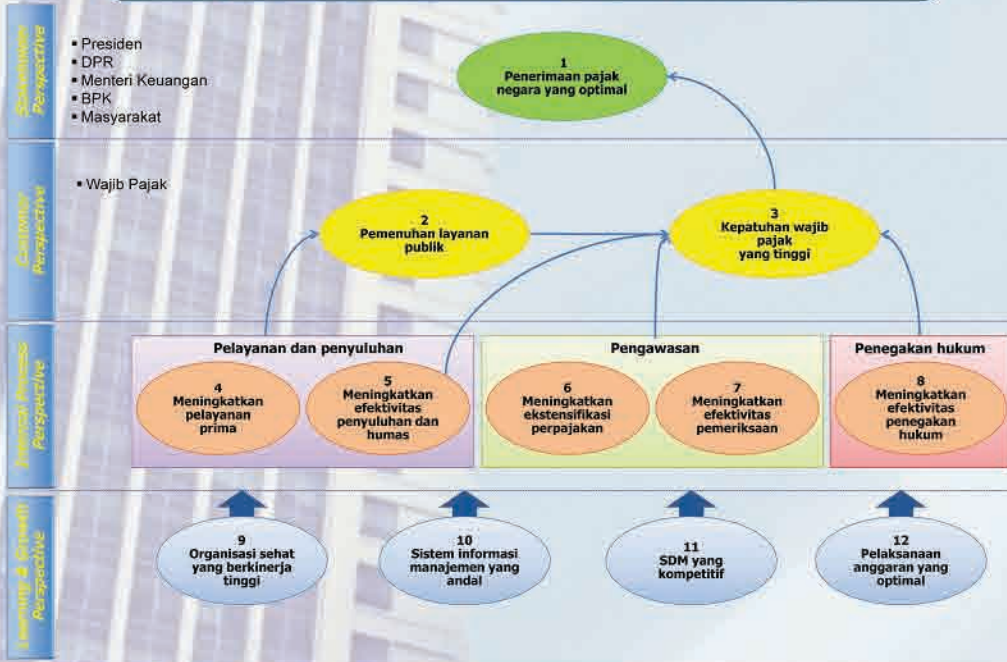 Stakeholders
Perspective
▪ Presiden
▪ DPR
▪ Menteri Keuangan
▪ BPK
▪ Masyarakat
1
Penerimaan pajak
negara yang optimal
Customer
Perspective
▪ Wajib Pajak
2
Pemenuhan layanan
publik
3
Kepatuhan wajib
pajak
yang tinggi
Internal Process
Perspective
Pelayanan dan penyuluhan
4
Meningkatkan
pelayanan
prima
5
Meningkatkan
efektivitas
penyuluhan dan
humas
Pengawasan
6
Meningkatkan
ekstensifikasi
perpajakan
7
Meningkatkan
efektivitas
pemeriksaan
Penegakan hukum
8
Meningkatkan
efektivitas
penegakan
hukum
Learning & Growth
Perspective
9
Organisasi sehat
yang berkinerja
tinggi
10
Sistem informasi
manajemen yang
andal
11
SDM yang
kompetitif
12
Pelaksanaan
anggaran yang
optimal